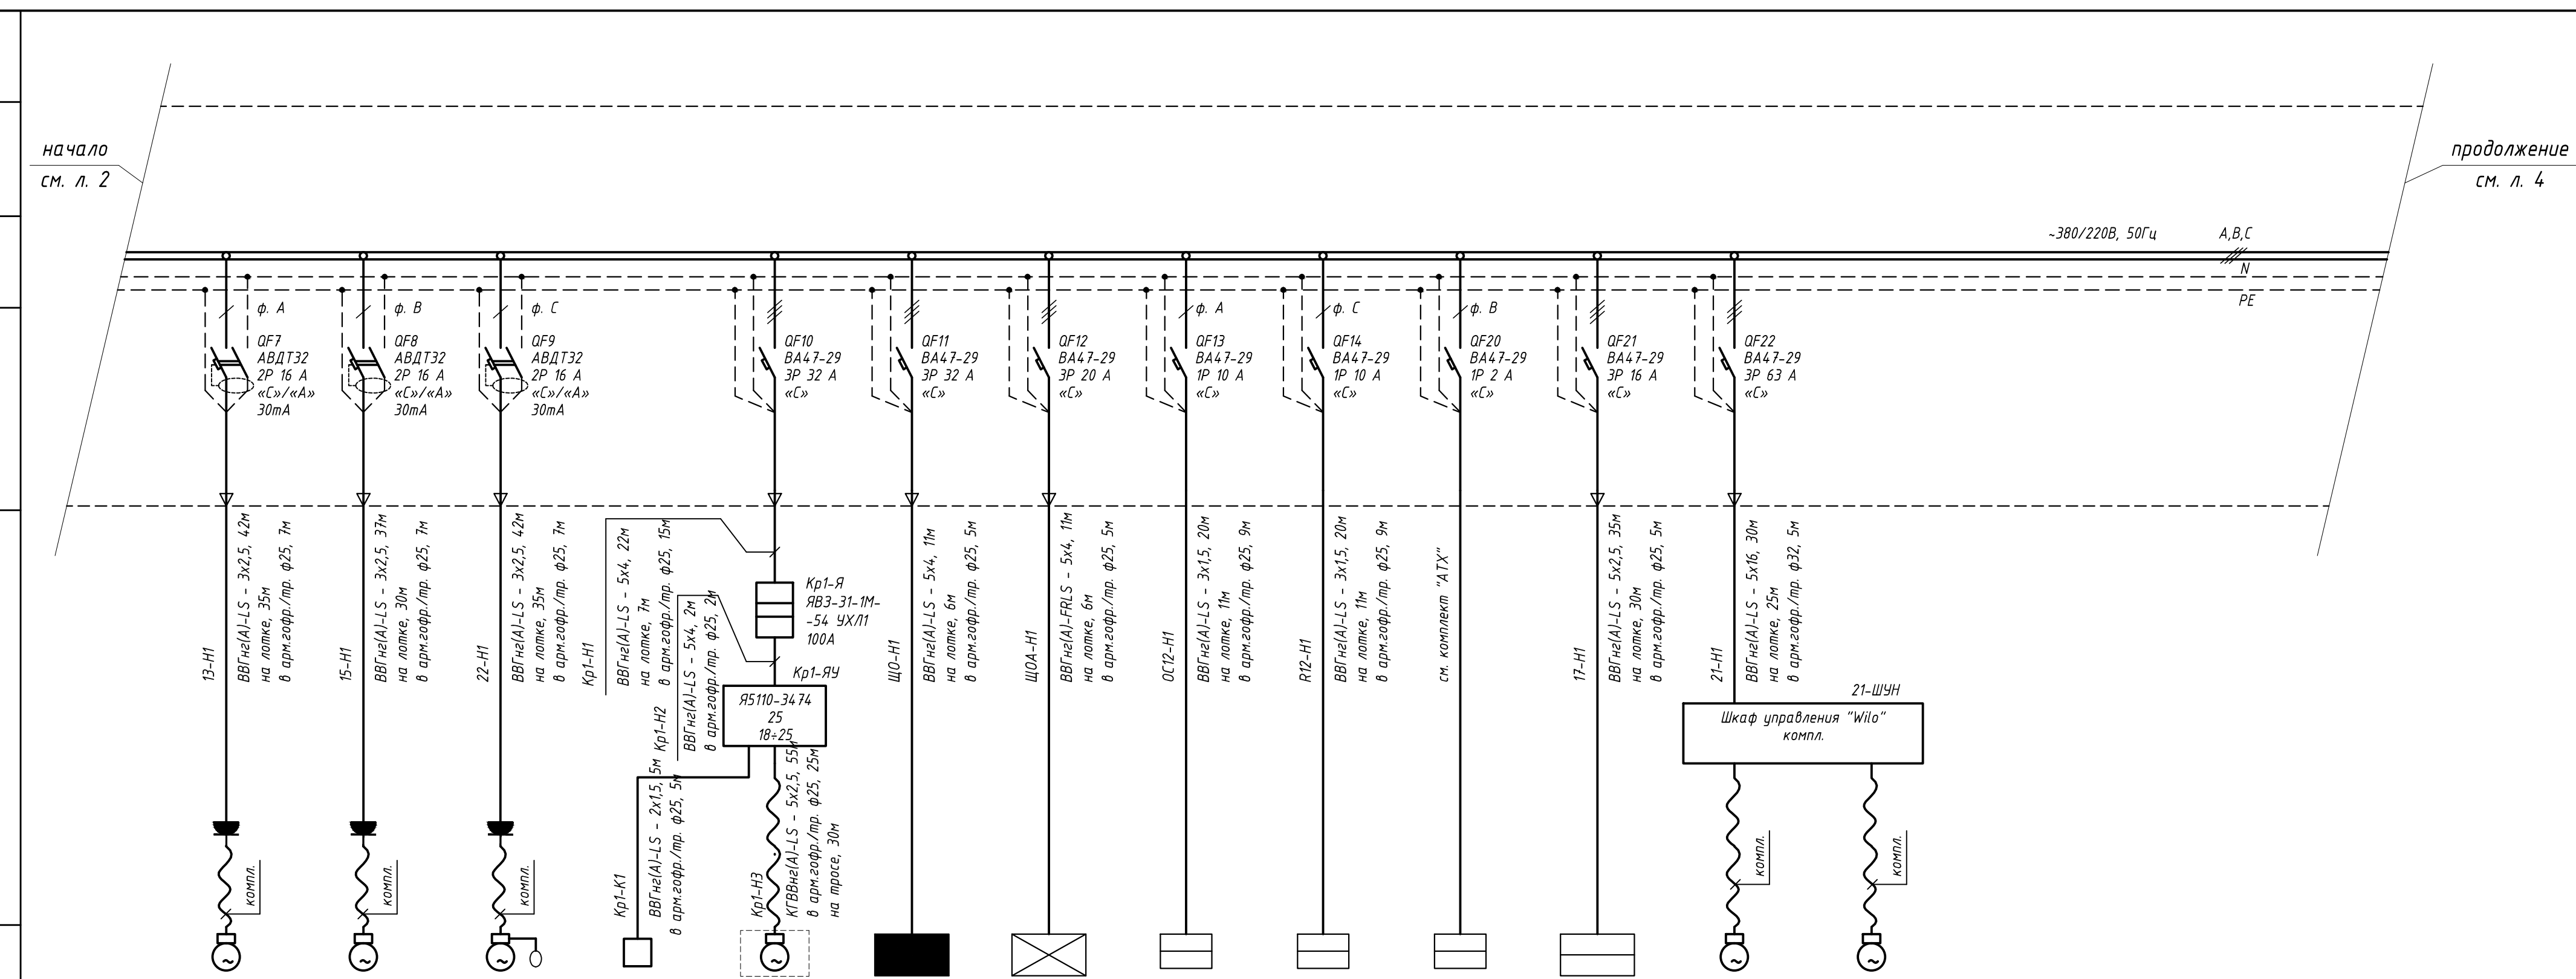 начало
см. л. 2
продолжение
см. л. 4
~380/220В, 50Гц
А,В,С
N
PE
ф. А
QF7
АВДТ32
2Р 16 А
«С»/«А»
30mA
ф. В
QF8
АВДТ32
2Р 16 А
«С»/«А»
30mA
ф. С
QF9
АВДТ32
2Р 16 А
«С»/«А»
30mA
QF10
ВА47-29
3Р 32 А
«С»
QF11
ВА47-29
3Р 32 А
«С»
QF12
ВА47-29
3Р 20 А
«С»
ф. А
QF13
ВА47-29
1Р 10 А
«С»
ф. С
QF14
ВА47-29
1Р 10 А
«С»
ф. В
QF20
ВА47-29
1Р 2 А
«С»
QF21
ВА47-29
3Р 16 А
«С»
QF22
ВА47-29
3Р 63 А
«С»
13-Н1
ВВГнг(А)-LS - 3х2,5, 42м
на лотке, 35м
в арм.гофр./тр. ф25, 7м
15-Н1
ВВГнг(А)-LS - 3х2,5, 37м
на лотке, 30м
в арм.гофр./тр. ф25, 7м
22-Н1
ВВГнг(А)-LS - 3х2,5, 42м
на лотке, 35м
в арм.гофр./тр. ф25, 7м
Кр1-Н1
ВВГнг(А)-LS - 5х4, 22м
на лотке, 7м
в арм.гофр./тр. ф25, 15м
Кр1-Н2
ВВГнг(А)-LS - 5х4, 2м
в арм.гофр./тр. ф25, 2м
Кр1-Я
ЯВЗ-31-1М-
-54 УХЛ1
100А
Кр1-ЯУ
Я5110-3474
25
18÷25
Кр1-К1
ВВГнг(А)-LS - 2х1,5, 5м
в арм.гофр./тр. ф25, 5м
Кр1-Н3
КГВВнг(А)-LS - 5х2,5, 55м
в арм.гофр./тр. ф25, 25м
на тросе, 30м
ЩО-Н1
ВВГнг(А)-LS - 5х4, 11м
на лотке, 6м
в арм.гофр./тр. ф25, 5м
ЩОА-Н1
ВВГнг(А)-FRLS - 5х4, 11м
на лотке, 6м
в арм.гофр./тр. ф25, 5м
ОС12-Н1
ВВГнг(А)-LS - 3х1,5, 20м
на лотке, 11м
в арм.гофр./тр. ф25, 9м
R12-Н1
ВВГнг(А)-LS - 3х1,5, 20м
на лотке, 11м
в арм.гофр./тр. ф25, 9м
см. комплект "АТХ"
17-Н1
ВВГнг(А)-LS - 5х2,5, 35м
на лотке, 30м
в арм.гофр./тр. ф25, 5м
21-Н1
ВВГнг(А)-LS - 5х16, 30м
на лотке, 25м
в арм.гофр./тр. ф32, 5м
21-ШУН
Шкаф управления "Wilo"
компл.
компл.
компл.
компл.
компл.
компл.
~
~
~
~
~
~